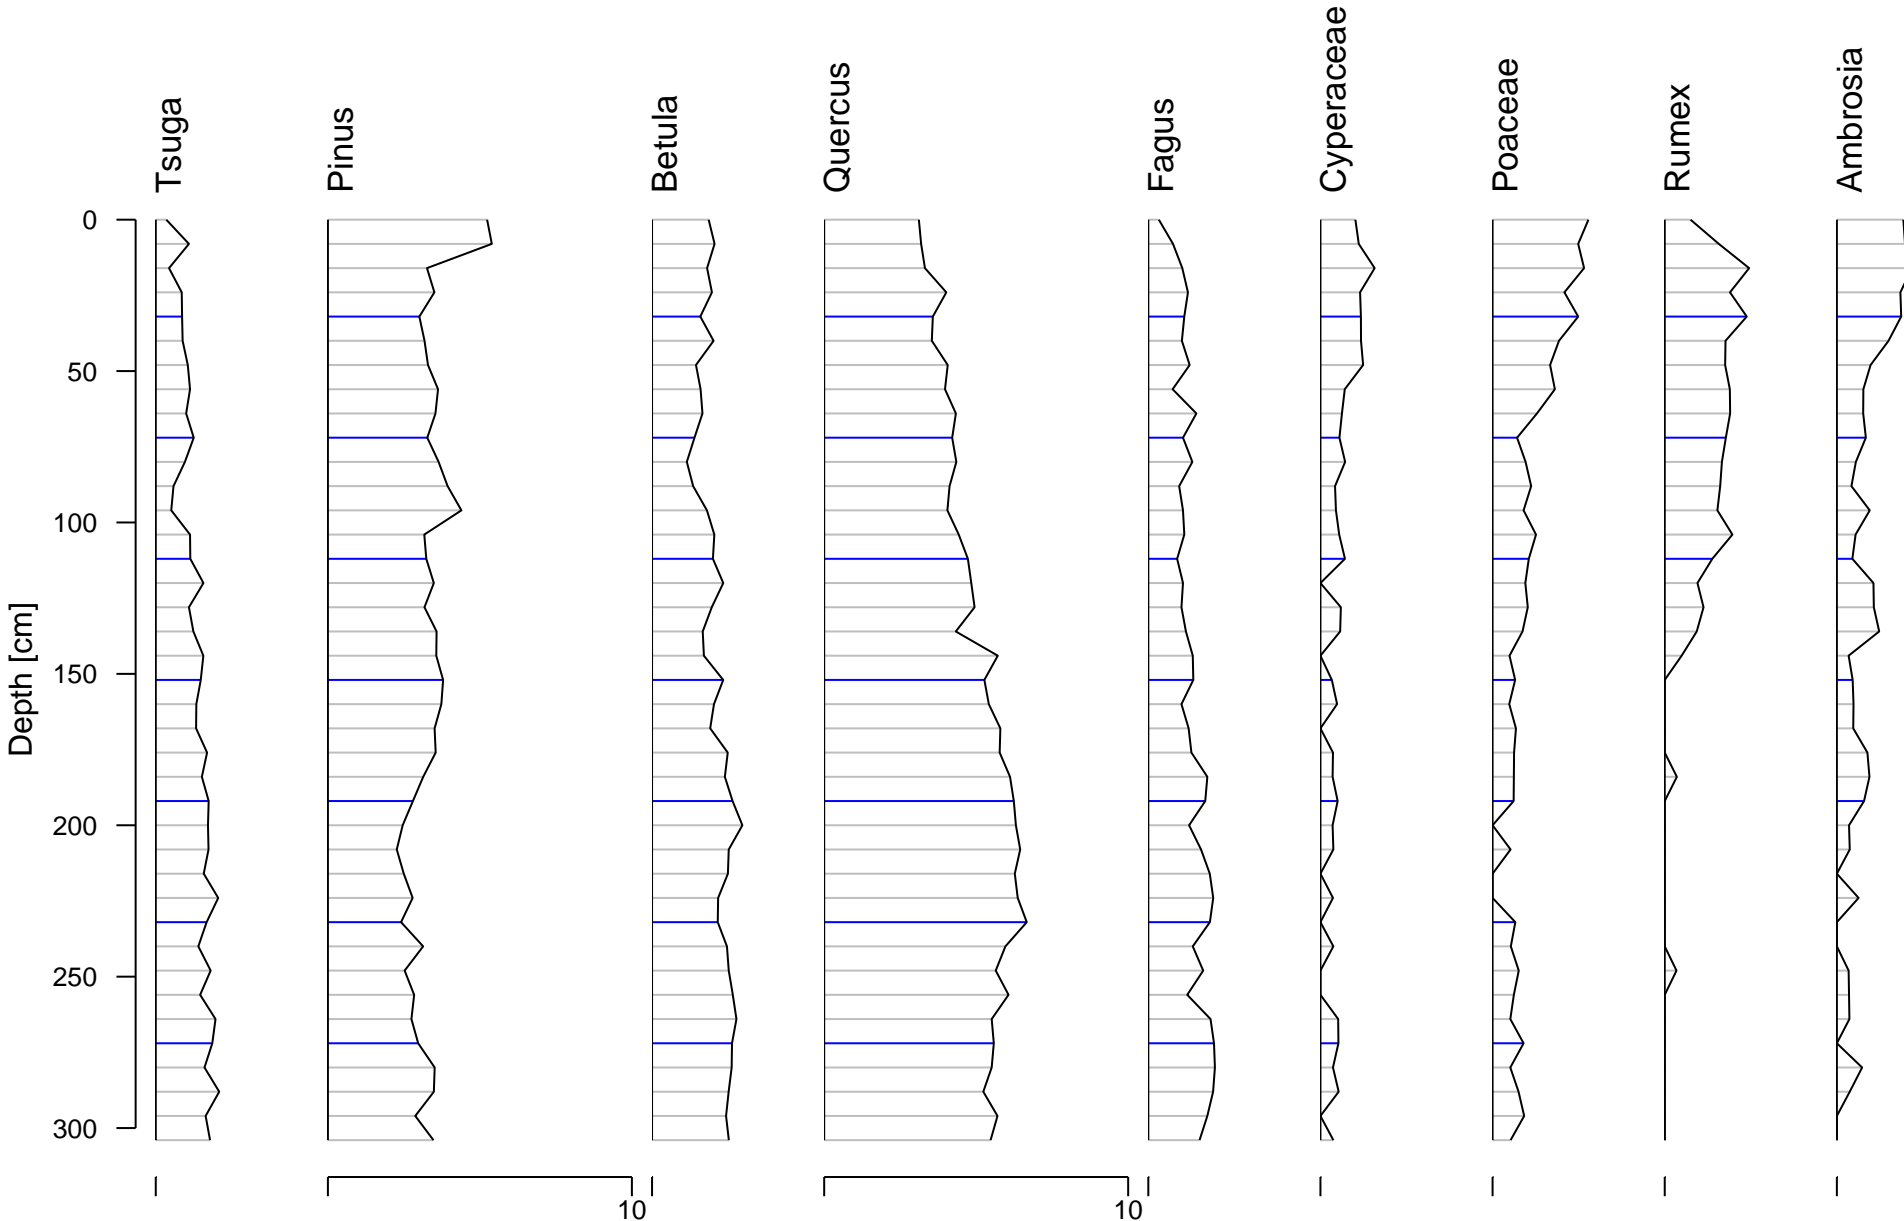 Tsuga
Pinus
Betula
Quercus
Fagus
Cyperaceae
Poaceae
Rumex
Ambrosia
Depth [cm]
0
50
100
150
200
250
300
10
10